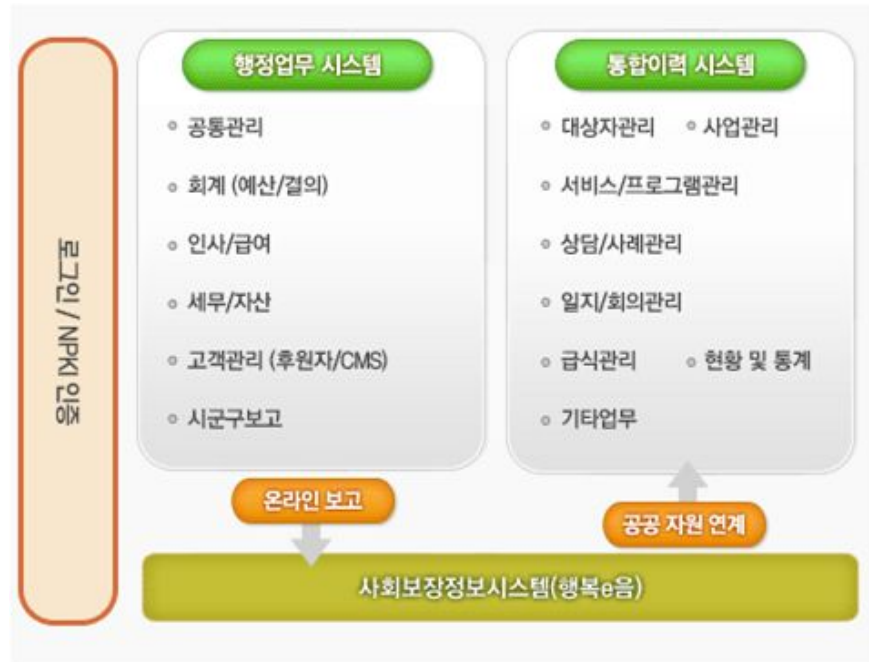 로그인 / NPKI 인증
행정업무 시스템
공통관리
회계 (예산/결의)
인사/급여
세무/자산
고객관리 (후원자/CMS)
시군구보고
통합이력 시스템
대상자관리 사업관리
서비스/프로그램관리
상담/사례관리
일지/회의관리
급식관리 현황 및 통계
기타업무
온라인 보고
공공 자원 연계
사회보장정보시스템(행복e음)